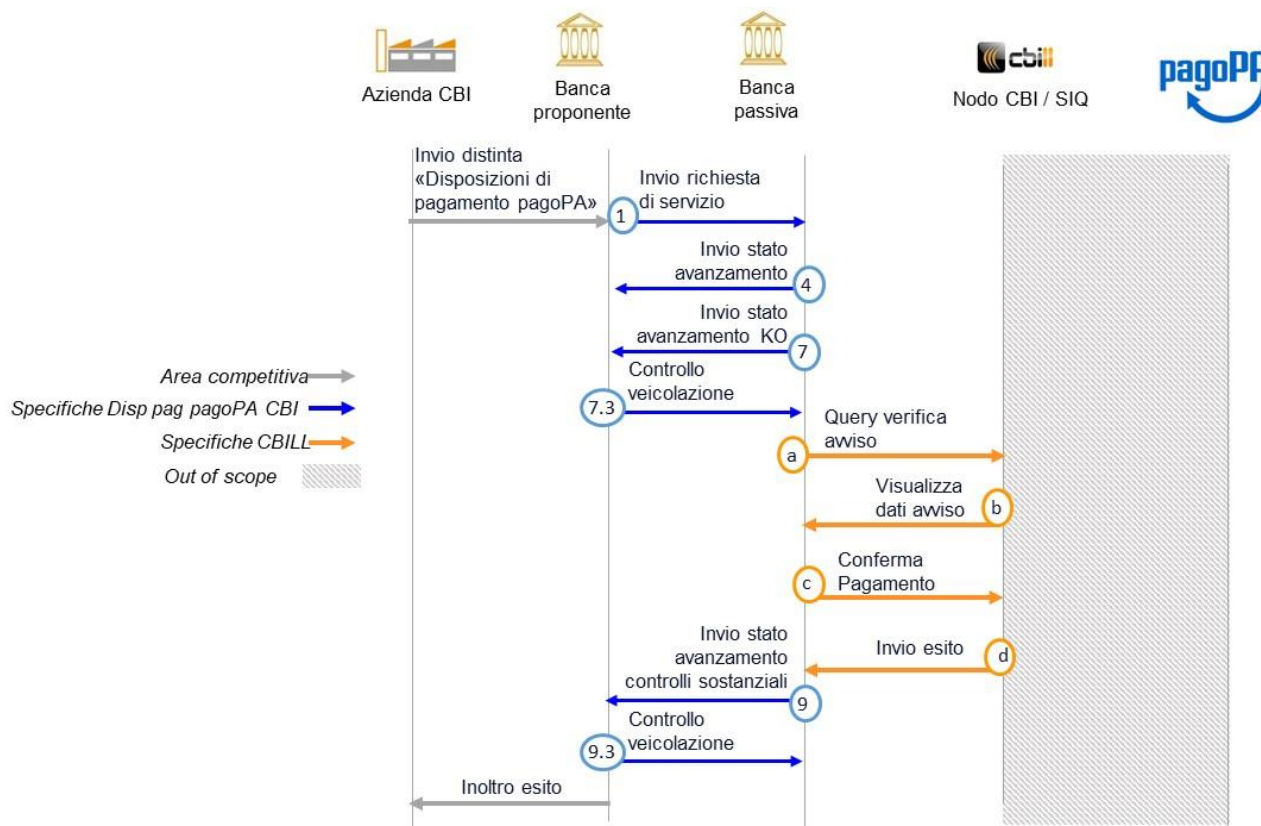 cbill
pagoPA
Azienda CBI
Banca
proponente
Banca
passiva
Nodo CBI / SIQ
Invio distinta
«Disposizioni di
pagamento pagoPA»
1
Invio richiesta
di servizio
Invio stato
avanzamento
4
Invio stato
avanzamento KO
7
Controllo
veicolazione
7.3
Area competitiva
Specifiche Disp pag pagoPA CBI
Specifiche CBILL
Out of scope
Query verifica
avviso
a
Visualizza
dati avviso
b
Conferma
Pagamento
c
Invio esito
d
Invio stato
avanzamento
controlli sostanziali
9
Controllo
veicolazione
9.3
Inoltro esito